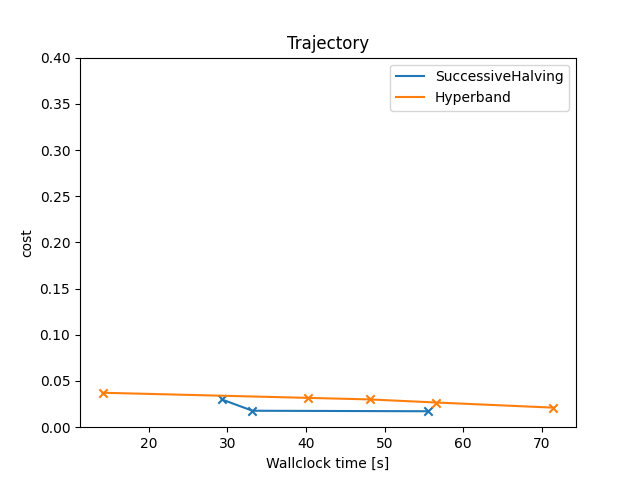 Trajectory
SuccessiveHalving
Hyperband
cost
0.40
0.35
0.30
0.25
0.20
0.15
0.10
0.05
0.00
20 30 40 50 60 70
Wallclock time [s]